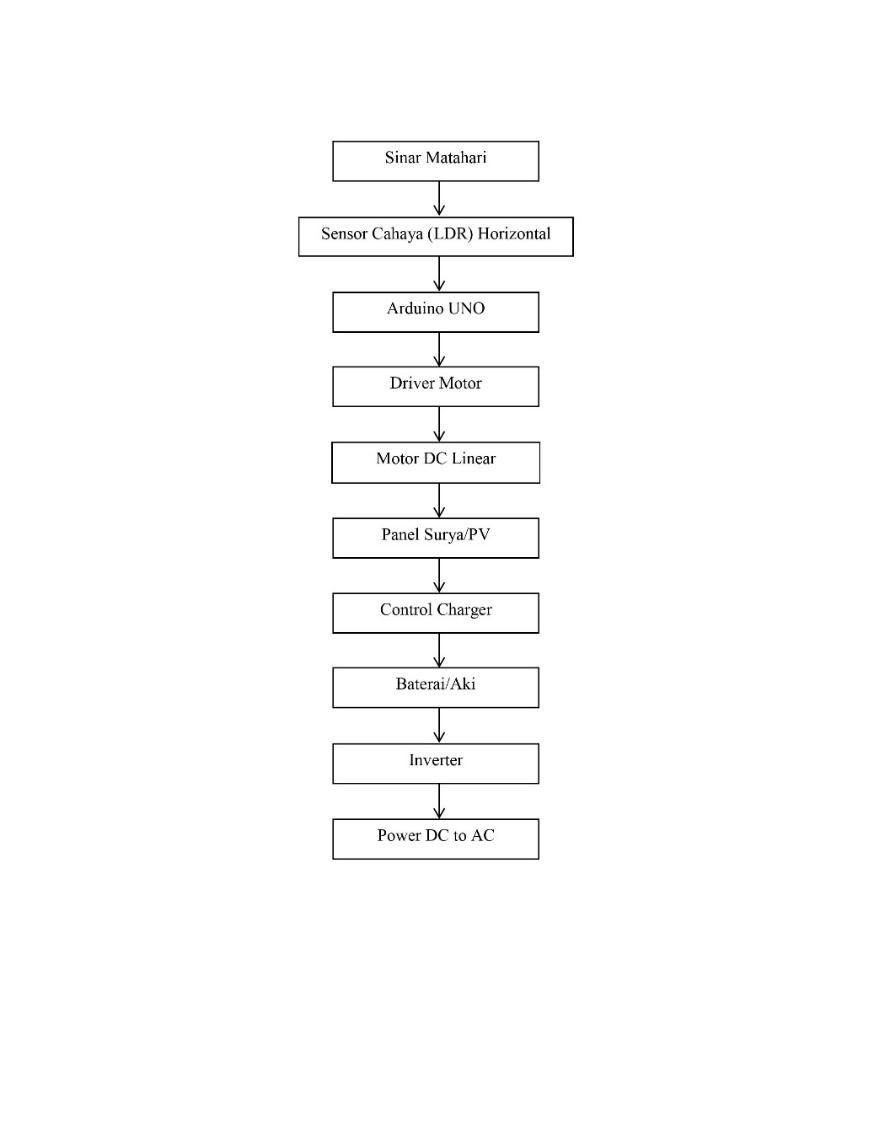 Sinar Matahari
Sensor Cahaya (LDR) Horizontal
Arduino UNO
Driver Motor
Motor DC Linear
Panel Surya/PV
Control Charger
Baterai/Aki
Inverter
Power DC to AC